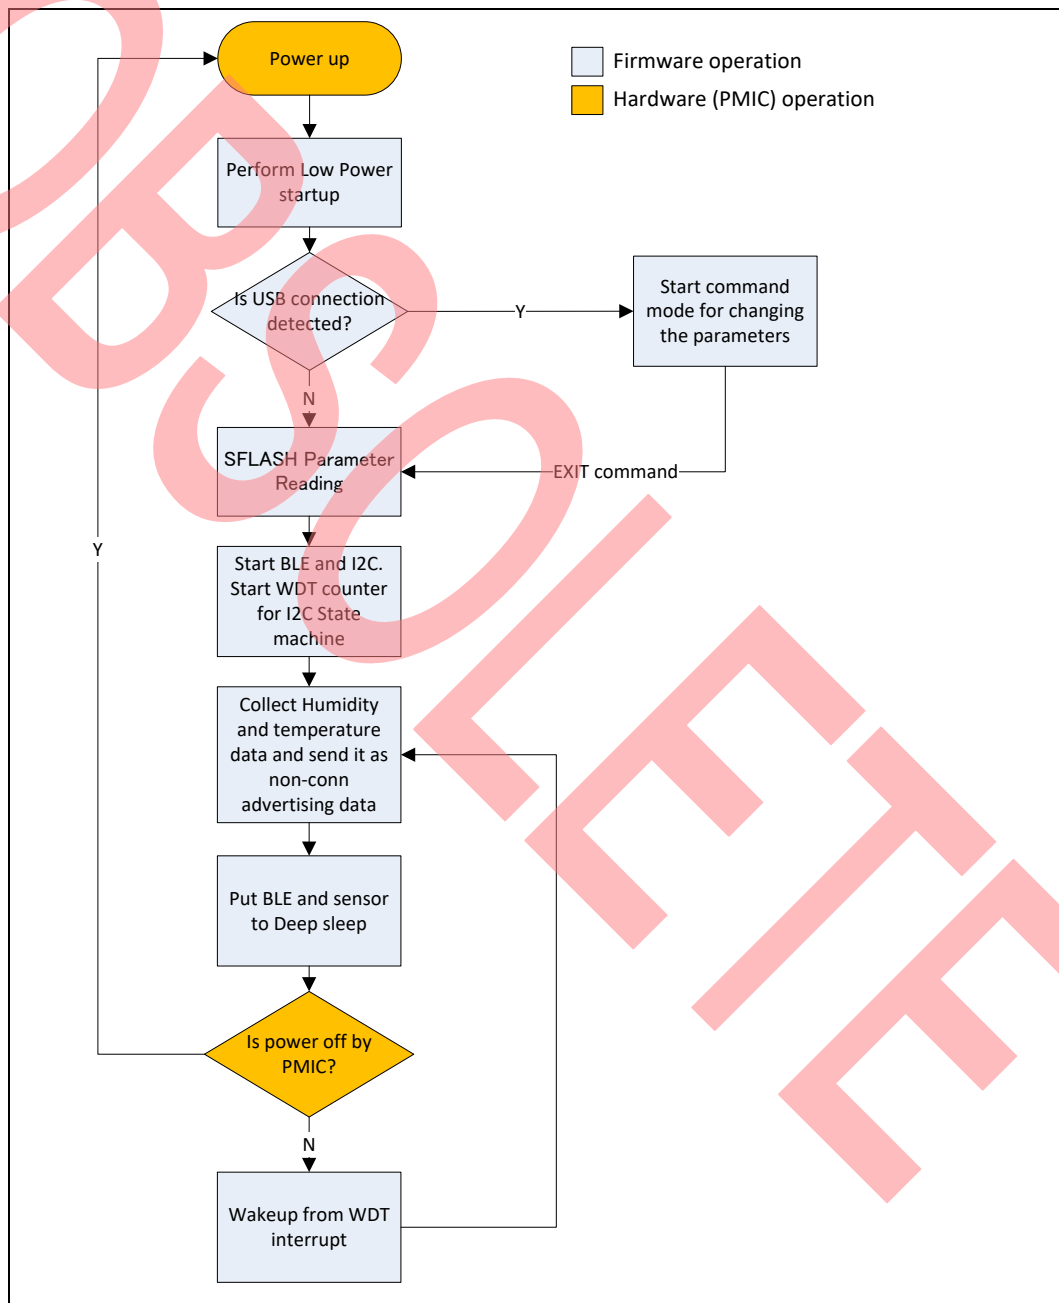 Power up
Firmware operation
Hardware (PMIC) operation
Perform Low Power
startup
Is USB connection
detected?
Y
Start command
mode for changing
the parameters
N
SFLASH Parameter
Reading
EXIT command
Y
Start BLE and I2C.
Start WDT counter
for I2C State
machine
Collect Humidity
and temperature
data and send it as
non-conn
advertising data
Put BLE and sensor
to Deep sleep
Is power off by
PMIC?
N
Wakeup from WDT
interrupt
OBSOLETE